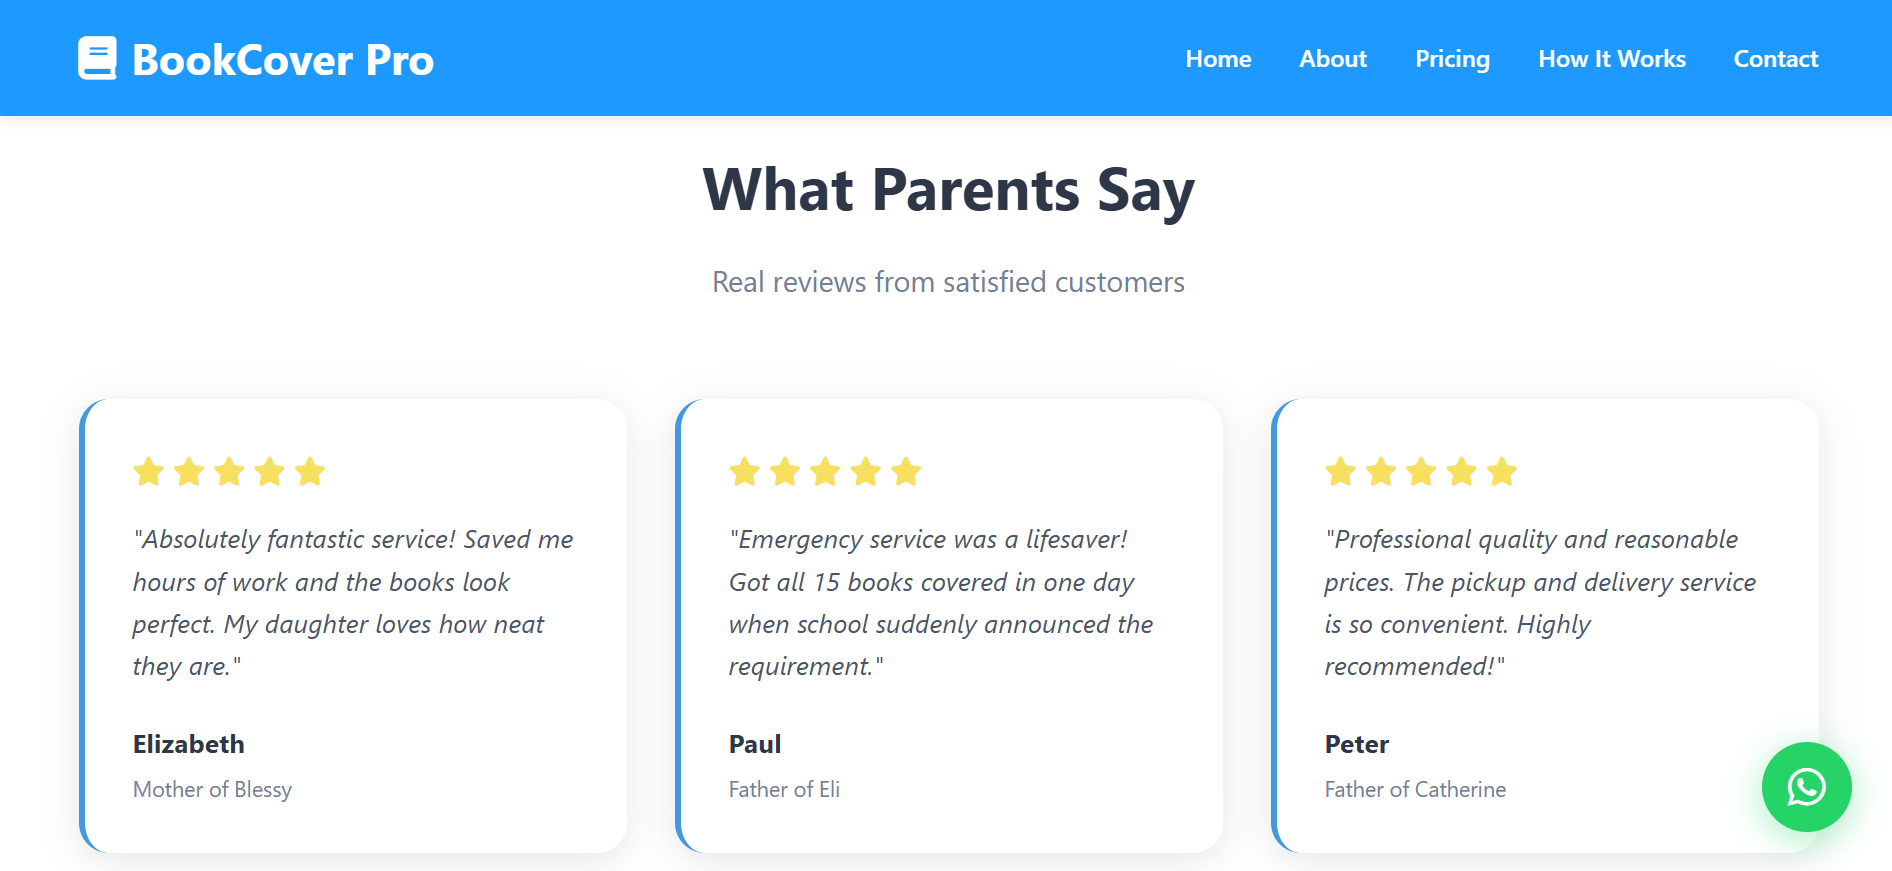 BookCover Pro
Home About Pricing How It Works Contact
What Parents Say
Real reviews from satisfied customers
"Absolutely fantastic service! Saved me
hours of work and the books look
perfect. My daughter loves how neat
they are."
Elizabeth
Mother of Blessy
"Emergency service was a lifesaver!
Got all 15 books covered in one day
when school suddenly announced the
requirement."
Paul
Father of Eli
"Professional quality and reasonable
prices. The pickup and delivery service
is so convenient. Highly
recommended!"
Peter
Father of Catherine